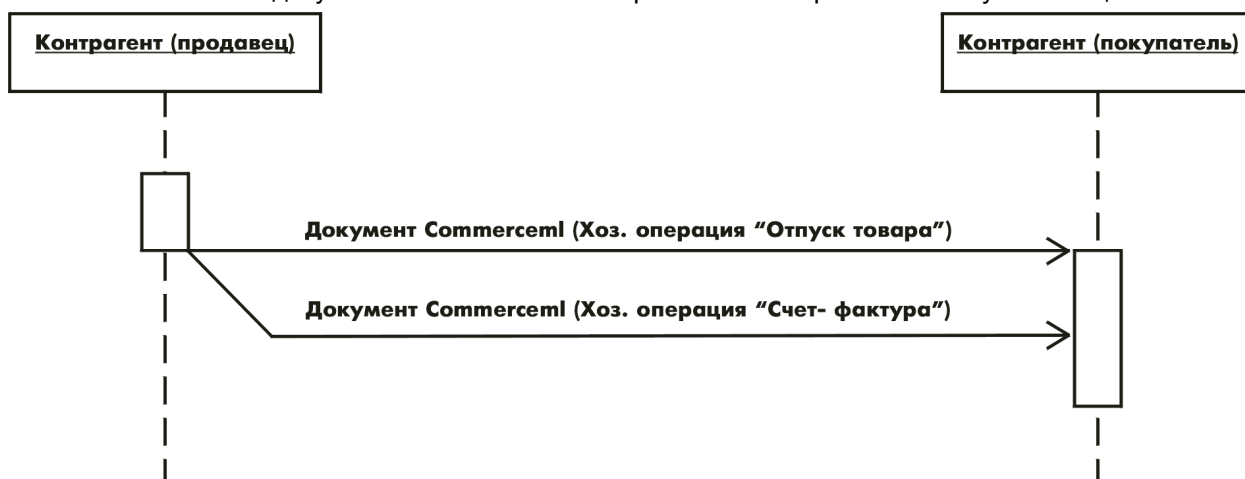 Контрагент (продавец)
Контрагент (покупатель)
Документ Commerceml (Хоз. операция “Отпуск товара”)
Документ Commerceml (Хоз. операция “Счет- фактура”)